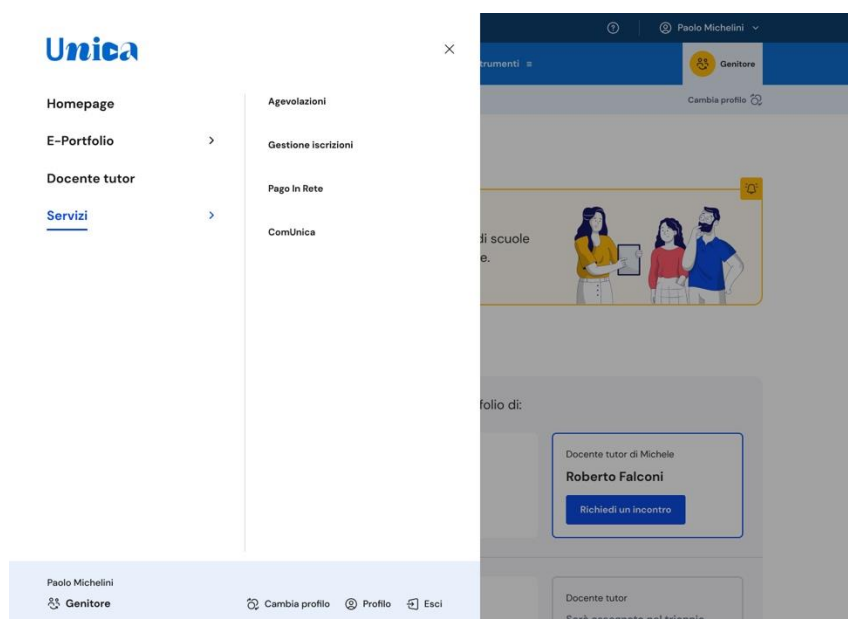 Unica
Homepage
E-Portfolio
Docente tutor
Servizi
Agevolazioni
Gestione iscrizioni
Pago In Rete
ComUnica
Paolo Michelini
Genitore
Cambia profilo
Profilo
Esci
Paolo Michelini
trumenti
Genitore
Cambia profilo
di scuole
e.
folio di:
Docente tutor di Michele
Roberto Falconi
Richiedi un incontro
Docente tutor